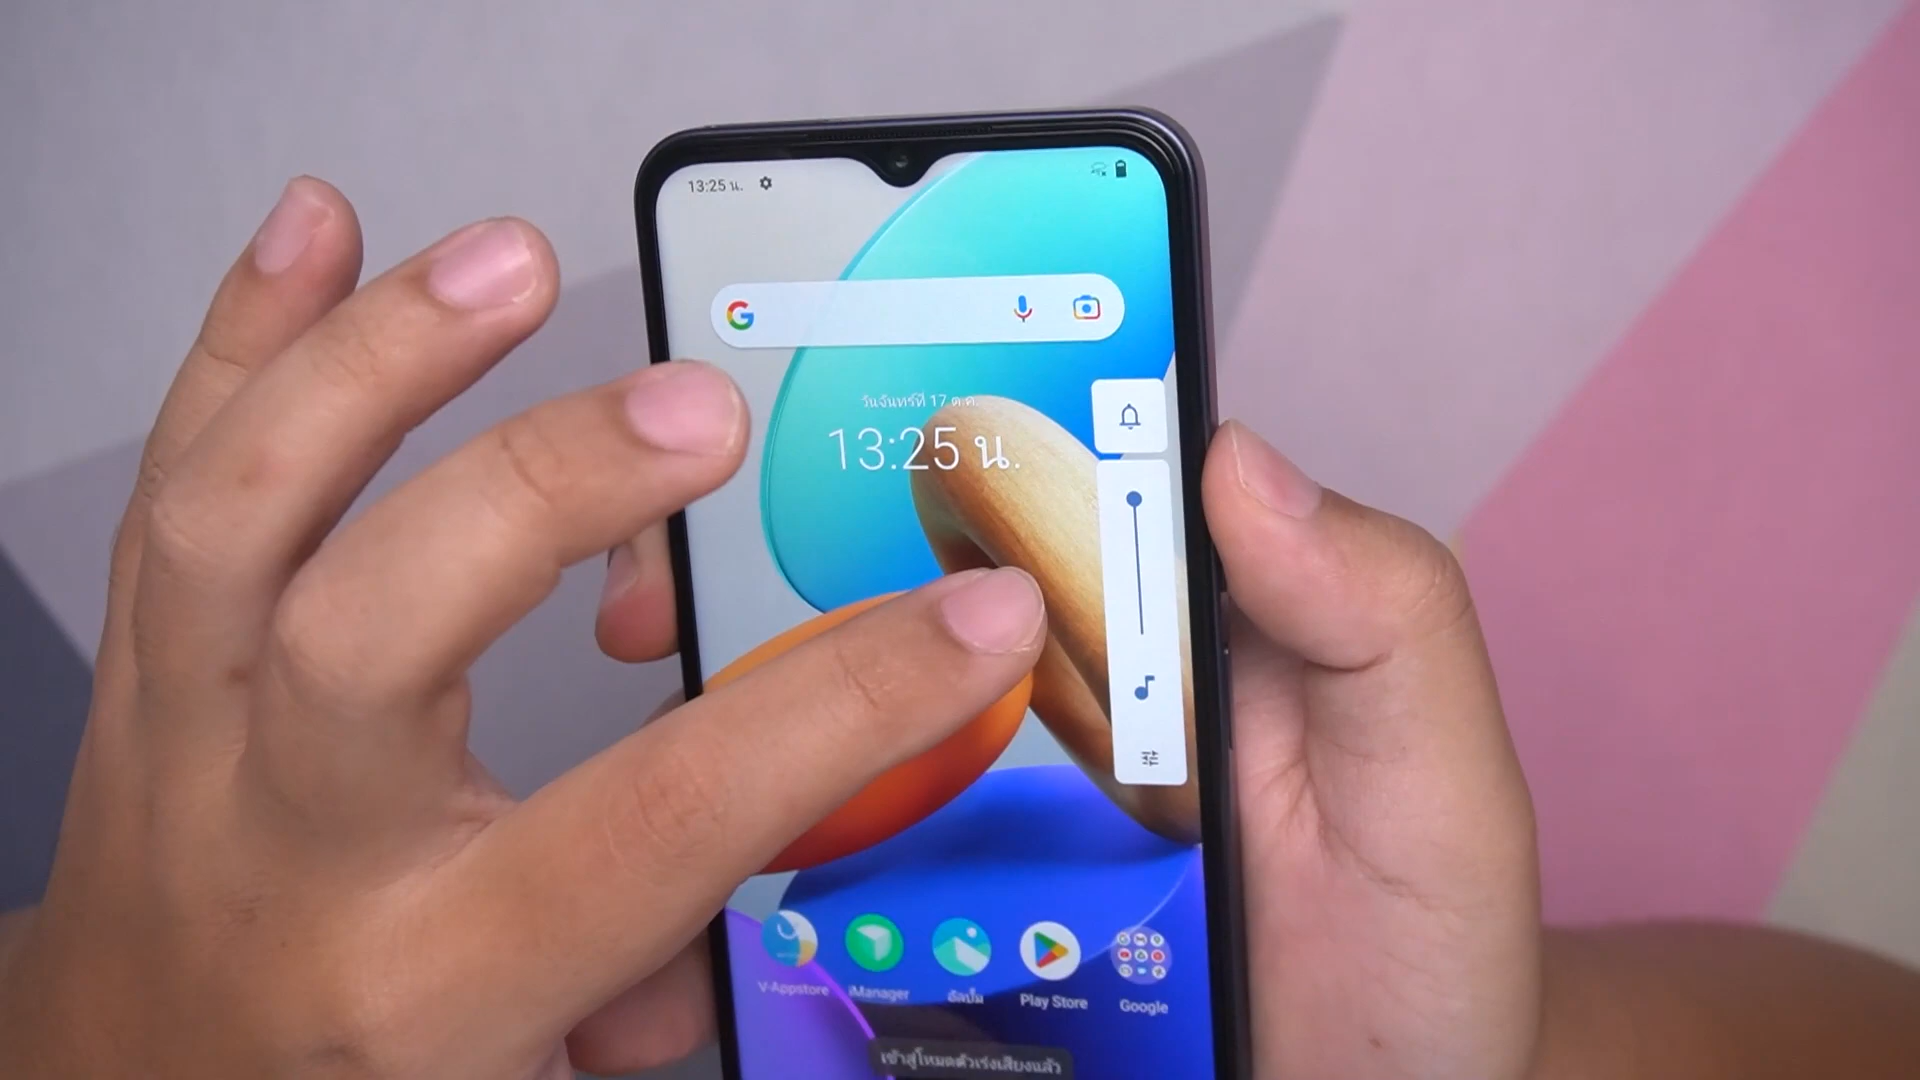 13:25 น.
วันจันทร์ที่ 17 ต.ค.
13:25 น.
V-Appstore
iManager
อัลบั้ม
Play Store
Google
เข้าสู่โหมดตัวเร่งเสียงแล้ว